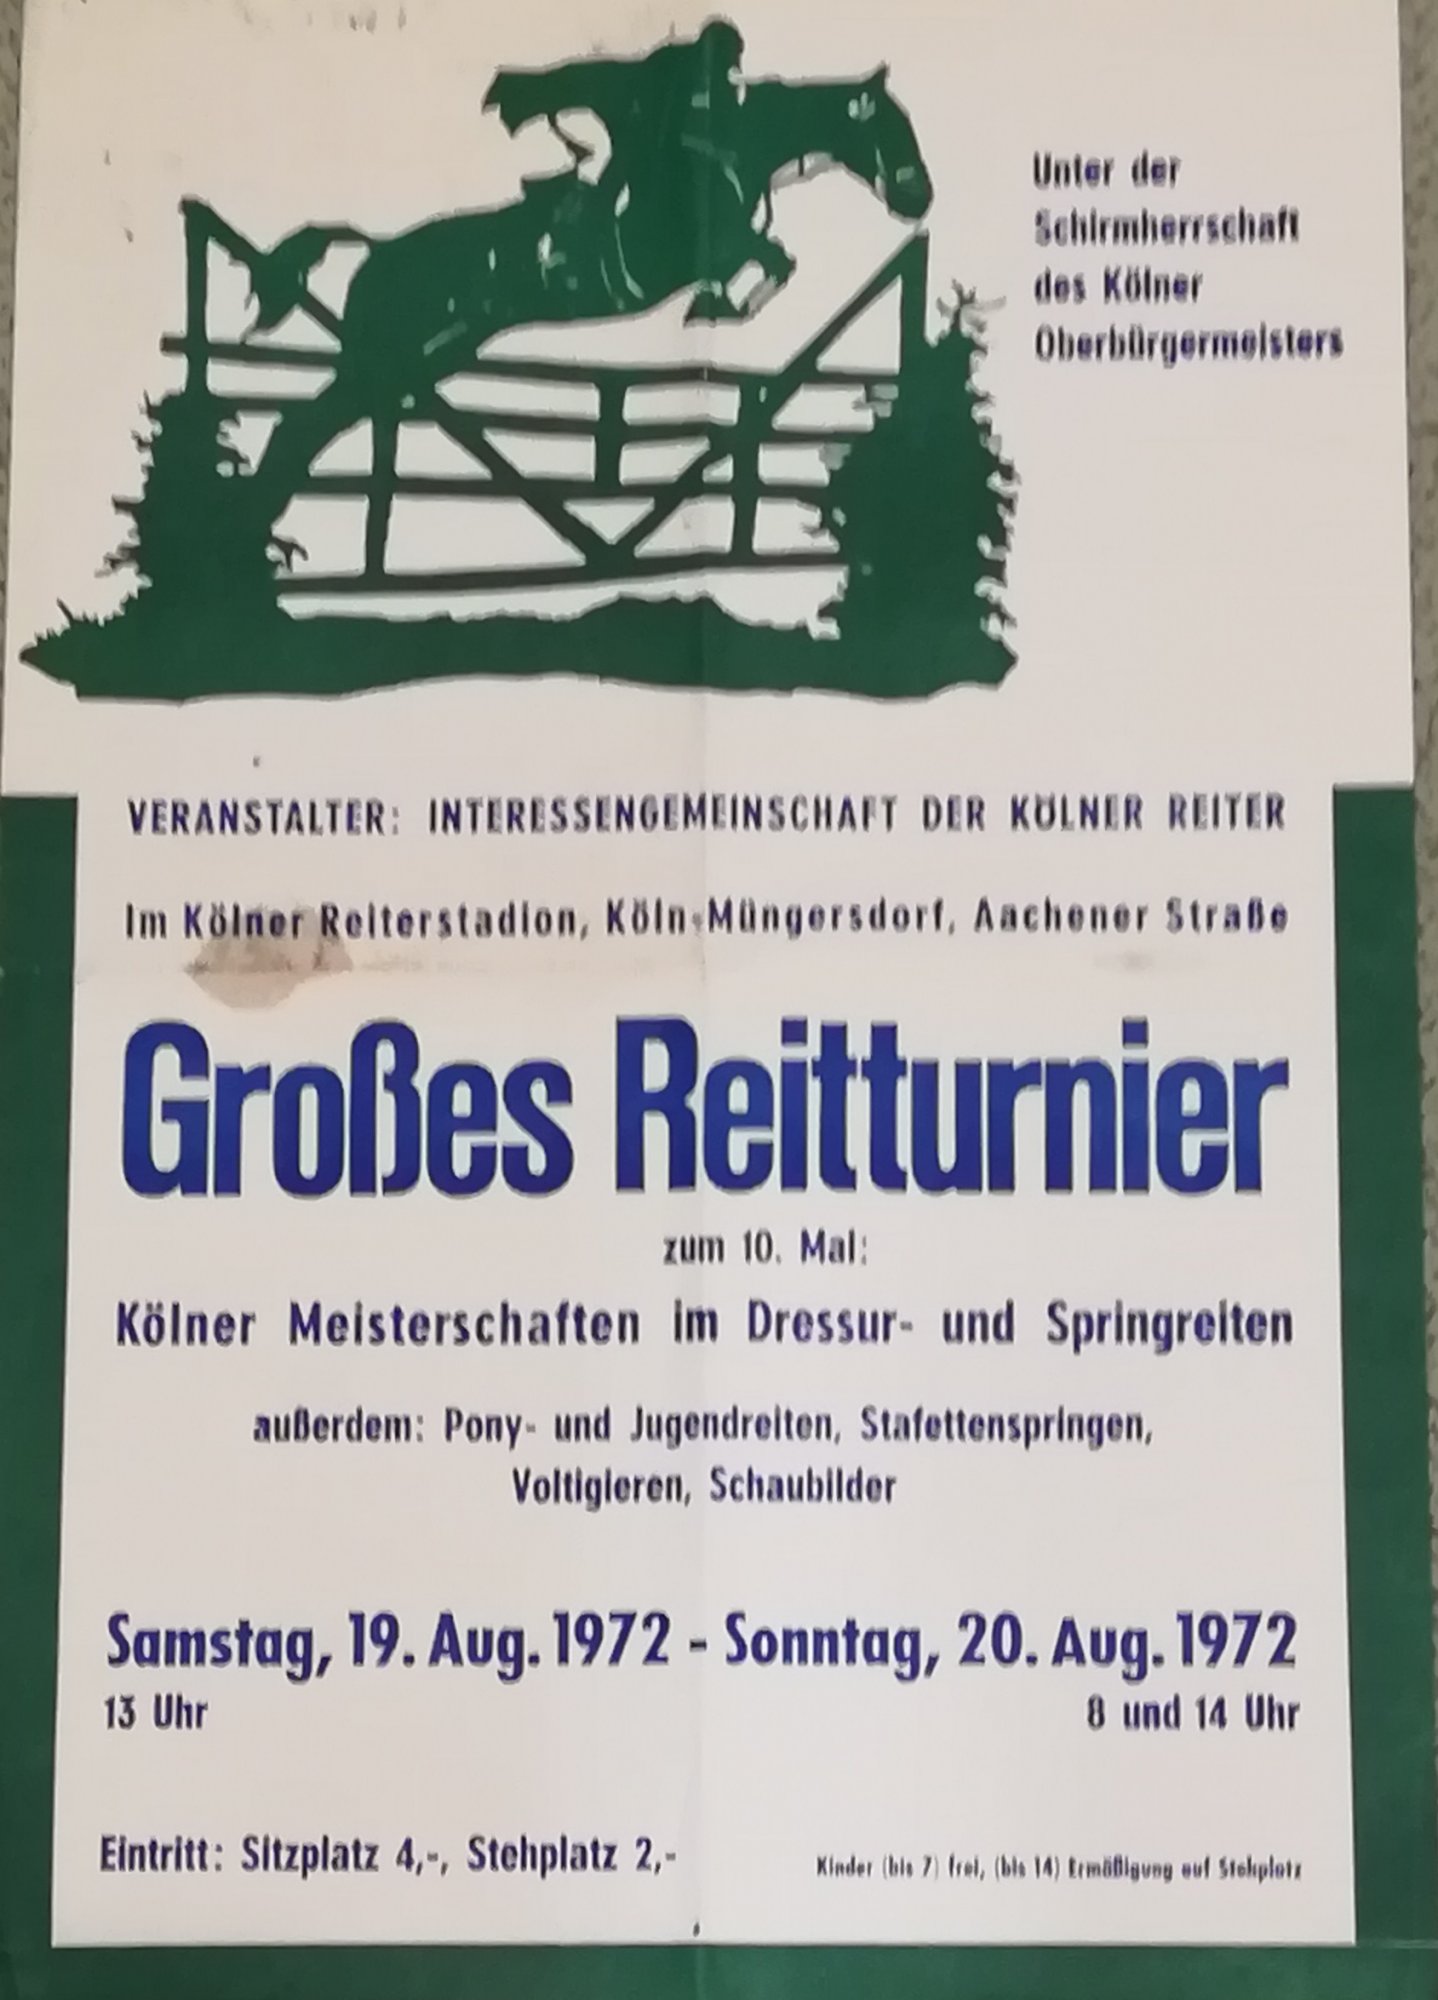 Unter der
Schirmherrschaft
des Kölner
Oberbürgermeisters
VERANSTALTER: INTERESSENGEMEINSCHAFT DER KÖLNER REITER
Im Kölner Reiterstadion, Köln-Müngersdorf, Aachener Straße
Großes Reitturnier
zum 10. Mal:
Kölner Meisterschaften im Dressur- und Springreiten
außerdem: Pony- und Jugendreiten, Stafettenspringen,
Voltigieren, Schaubilder
Samstag, 19. Aug. 1972 - Sonntag, 20. Aug. 1972
13 Uhr 8 und 14 Uhr
Eintritt: Sitzplatz 4,-, Stehplatz 2,- Kinder (bis 7) frei, (bis 14) Ermäßigung auf Stehplatz